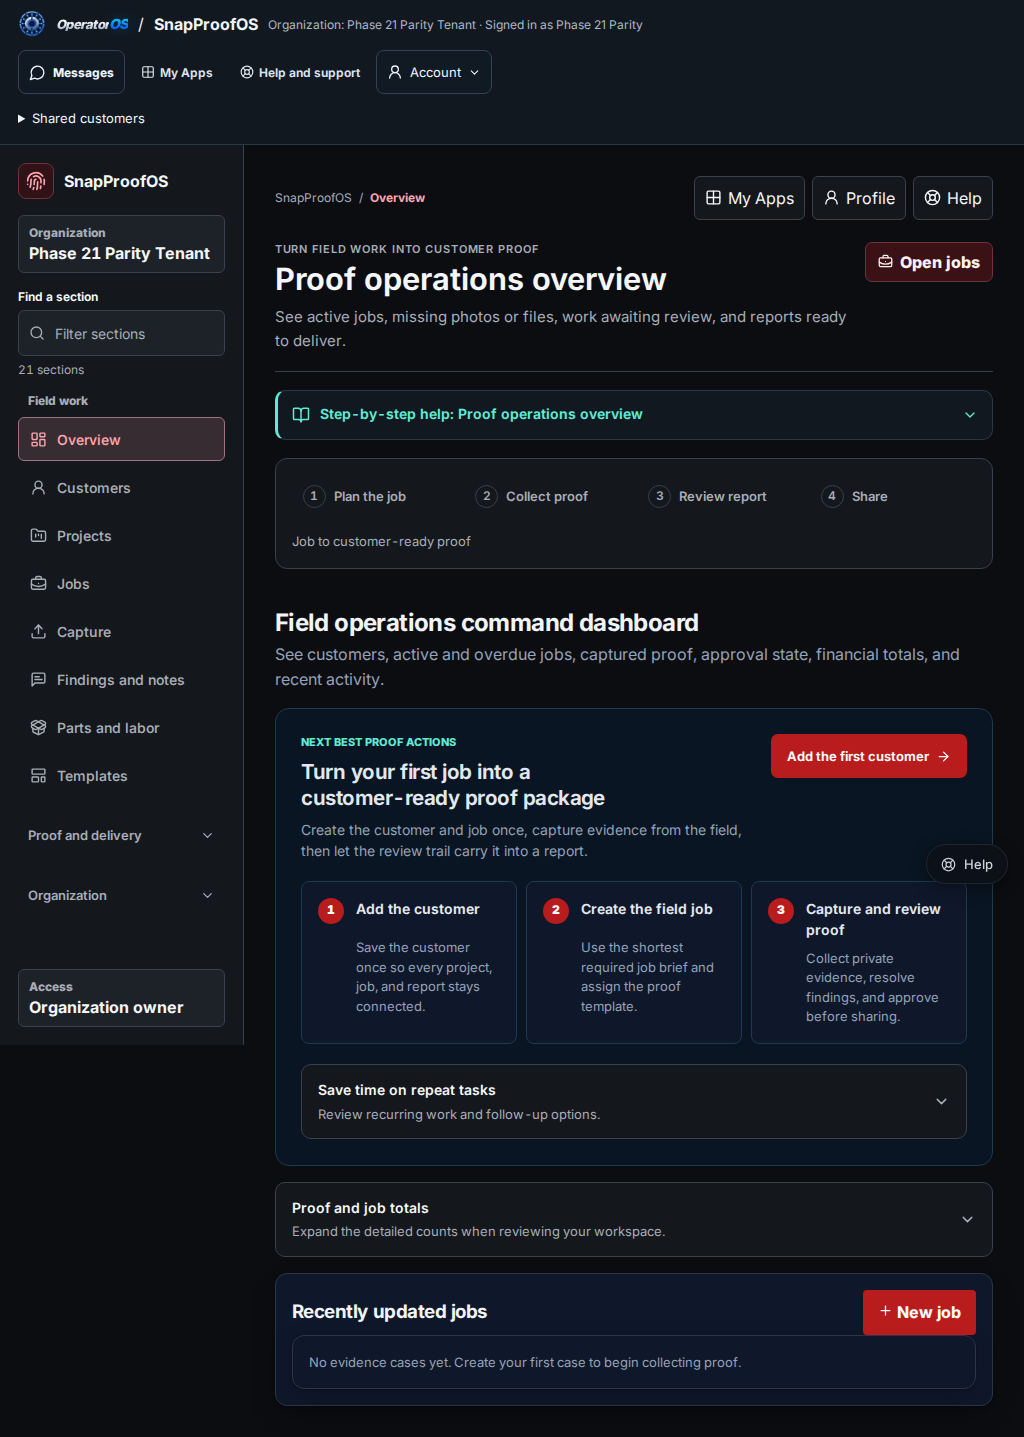 OperatorOS / SnapProofOS Organization: Phase 21 Parity Tenant · Signed in as Phase 21 Parity
Messages My Apps Help and support Account
Shared customers
SnapProofOS
Organization
Phase 21 Parity Tenant
Find a section
Filter sections
21 sections
Field work
Overview
Customers
Projects
Jobs
Capture
Findings and notes
Parts and labor
Templates
Proof and delivery
Organization
Access
Organization owner
SnapProofOS / Overview
My Apps Profile Help
TURN FIELD WORK INTO CUSTOMER PROOF
Proof operations overview
Open jobs
See active jobs, missing photos or files, work awaiting review, and reports ready
to deliver.
Step-by-step help: Proof operations overview
1 Plan the job 2 Collect proof 3 Review report 4 Share
Job to customer-ready proof
Field operations command dashboard
See customers, active and overdue jobs, captured proof, approval state, financial totals, and
recent activity.
NEXT BEST PROOF ACTIONS
Turn your first job into a
customer-ready proof package
Add the first customer
Create the customer and job once, capture evidence from the field,
then let the review trail carry it into a report.
Help
1 Add the customer
Save the customer
once so every project,
job, and report stays
connected.
2 Create the field job
Use the shortest
required job brief and
assign the proof
template.
3 Capture and review
proof
Collect private
evidence, resolve
findings, and approve
before sharing.
Save time on repeat tasks
Review recurring work and follow-up options.
Proof and job totals
Expand the detailed counts when reviewing your workspace.
Recently updated jobs
+ New job
No evidence cases yet. Create your first case to begin collecting proof.